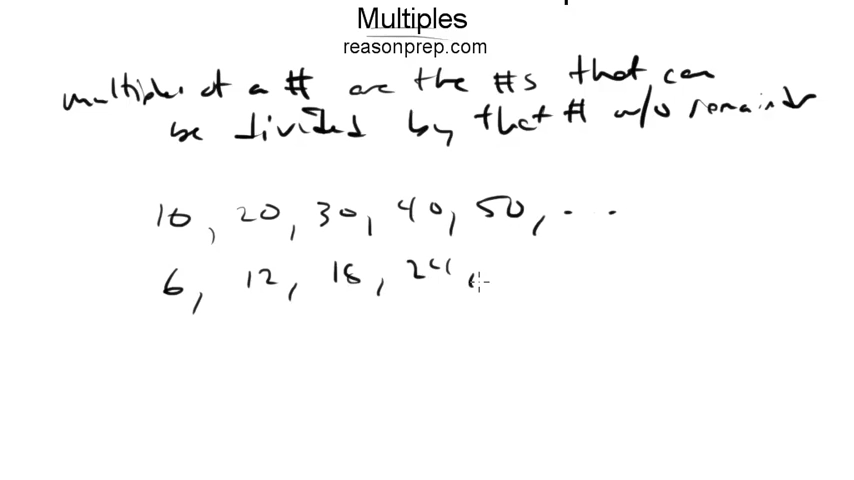 Multiples
reasonprep.com
multiples of a # are the #s that can
be divided by that # w/o remainder
10, 20, 30, 40, 50, ...
6, 12, 18, 24,